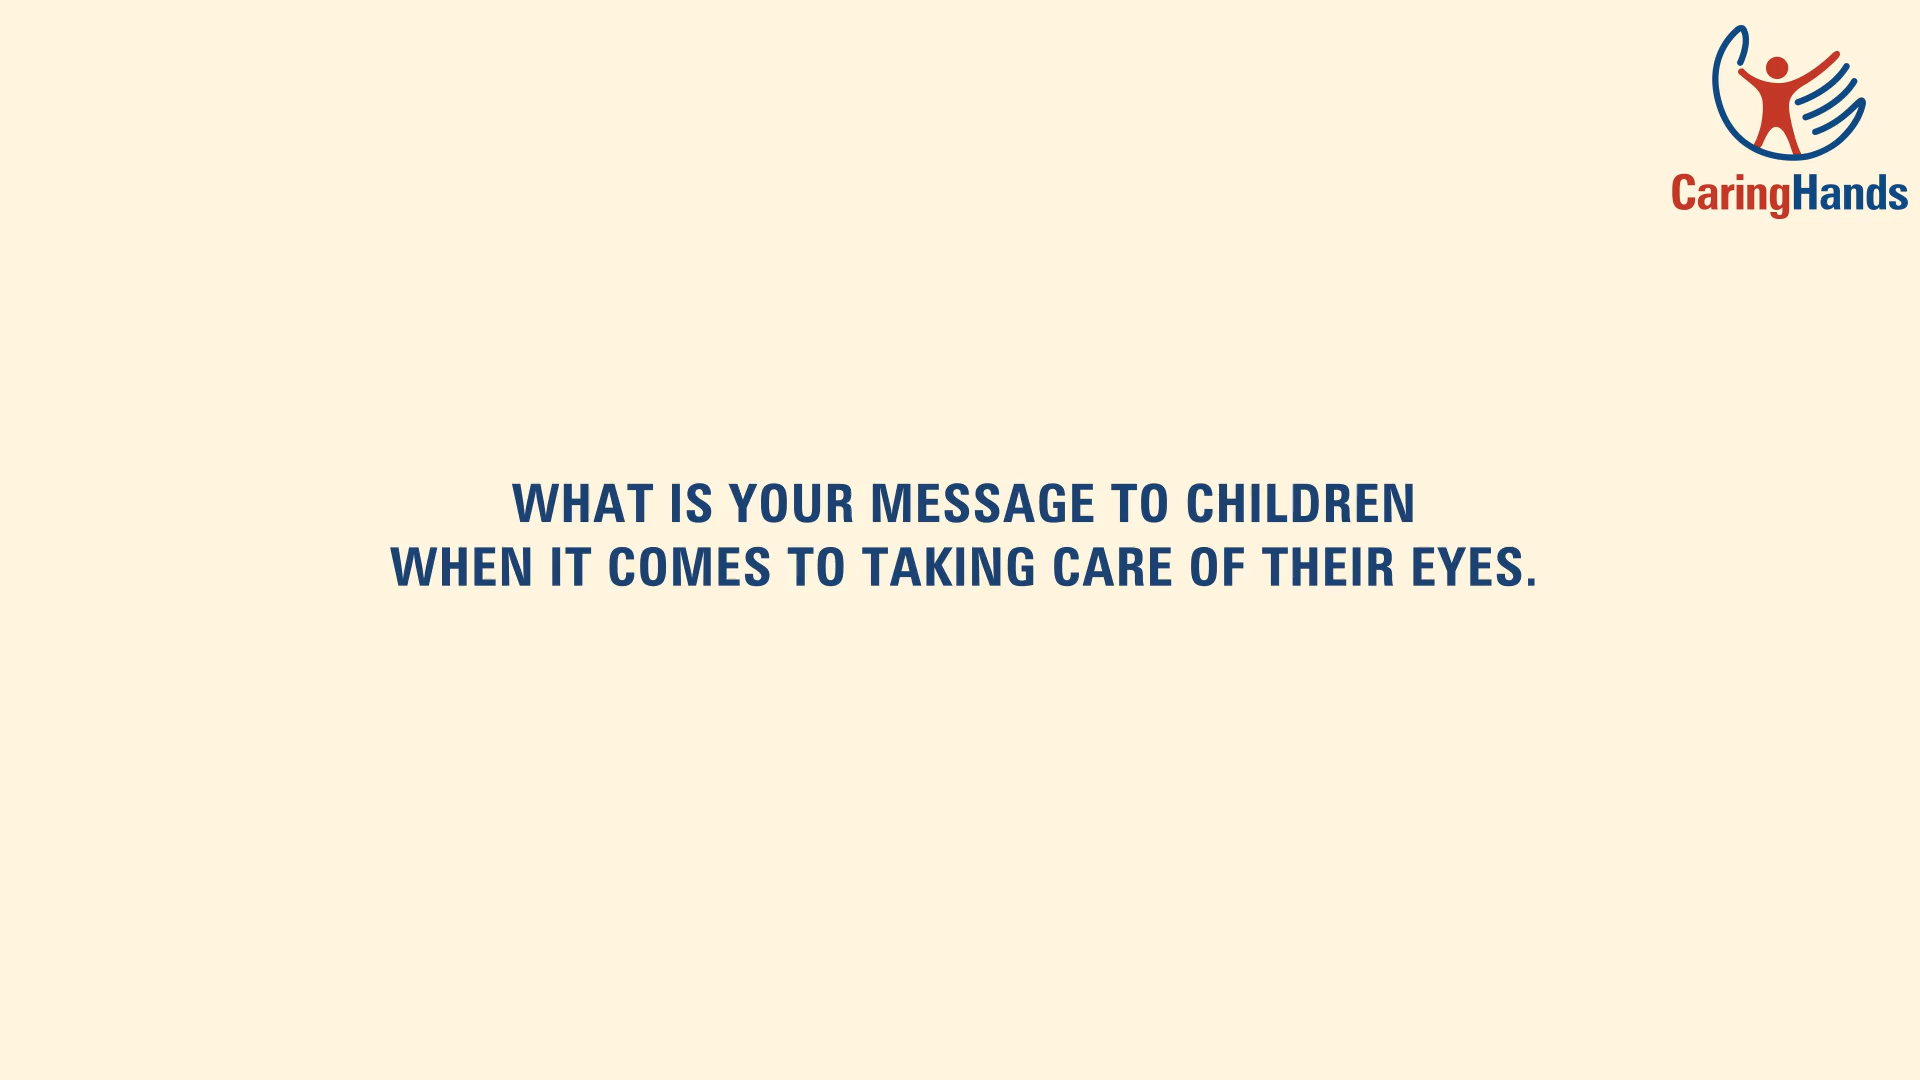 CaringHands
WHAT IS YOUR MESSAGE TO CHILDREN
WHEN IT COMES TO TAKING CARE OF THEIR EYES.